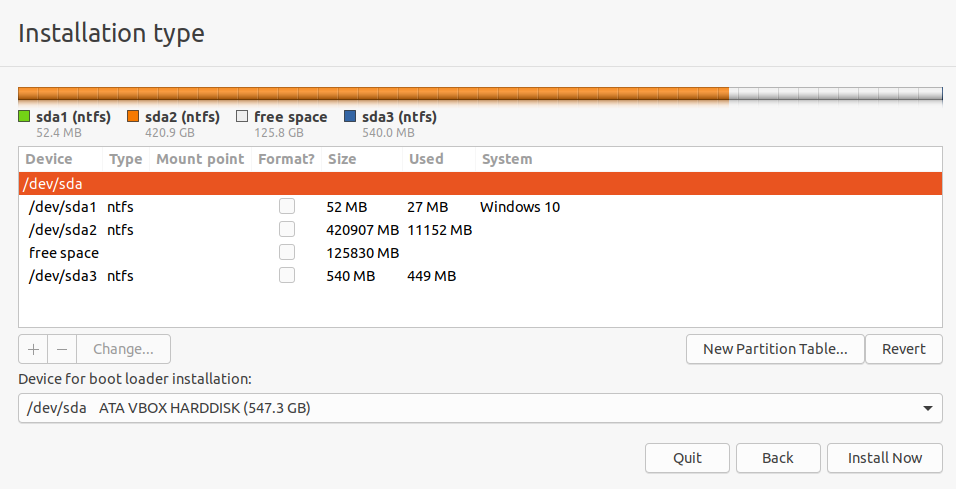 Installation type
sda1 (ntfs) sda2 (ntfs) free space sda3 (ntfs)
52.4 MB 420.9 GB 125.8 GB 540.0 MB
Device Type Mount point Format? Size Used System
/dev/sda
/dev/sda1 ntfs 52 MB 27 MB Windows 10
/dev/sda2 ntfs 420907 MB 11152 MB
free space 125830 MB
/dev/sda3 ntfs 540 MB 449 MB
+ − Change... New Partition Table... Revert
Device for boot loader installation:
/dev/sda ATA VBOX HARDDISK (547.3 GB)
Quit Back Install Now